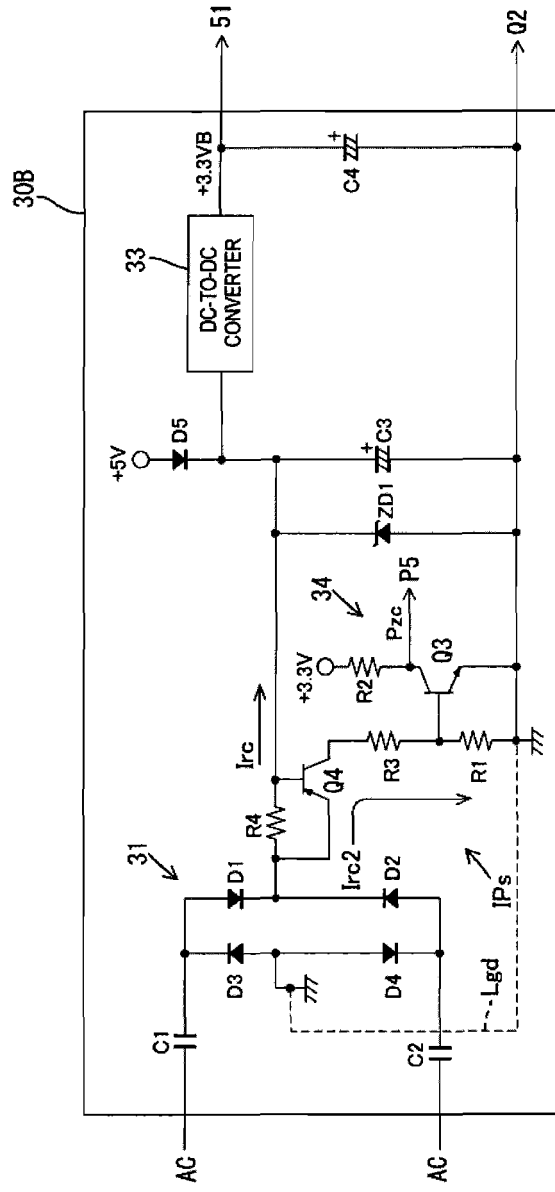 30B
AC
C1
31
D1
D3
D2
D4
C2
AC
Lgd
IPs
Irc
R4
Q4
Irc2
R3
R1
+3.3V
R2
34
Pzc
P5
Q3
ZD1
C3
+5V
D5
33
DC-TO-DC
CONVERTER
+3.3VB
C4
51
Q2